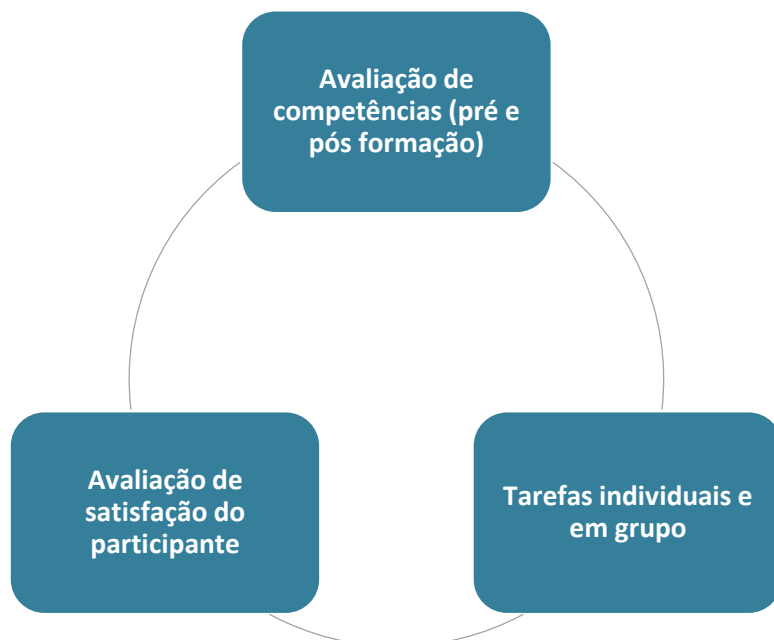 Avaliação de
competências (pré e
pós formação)
Avaliação de
satisfação do
participante
Tarefas individuais e
em grupo